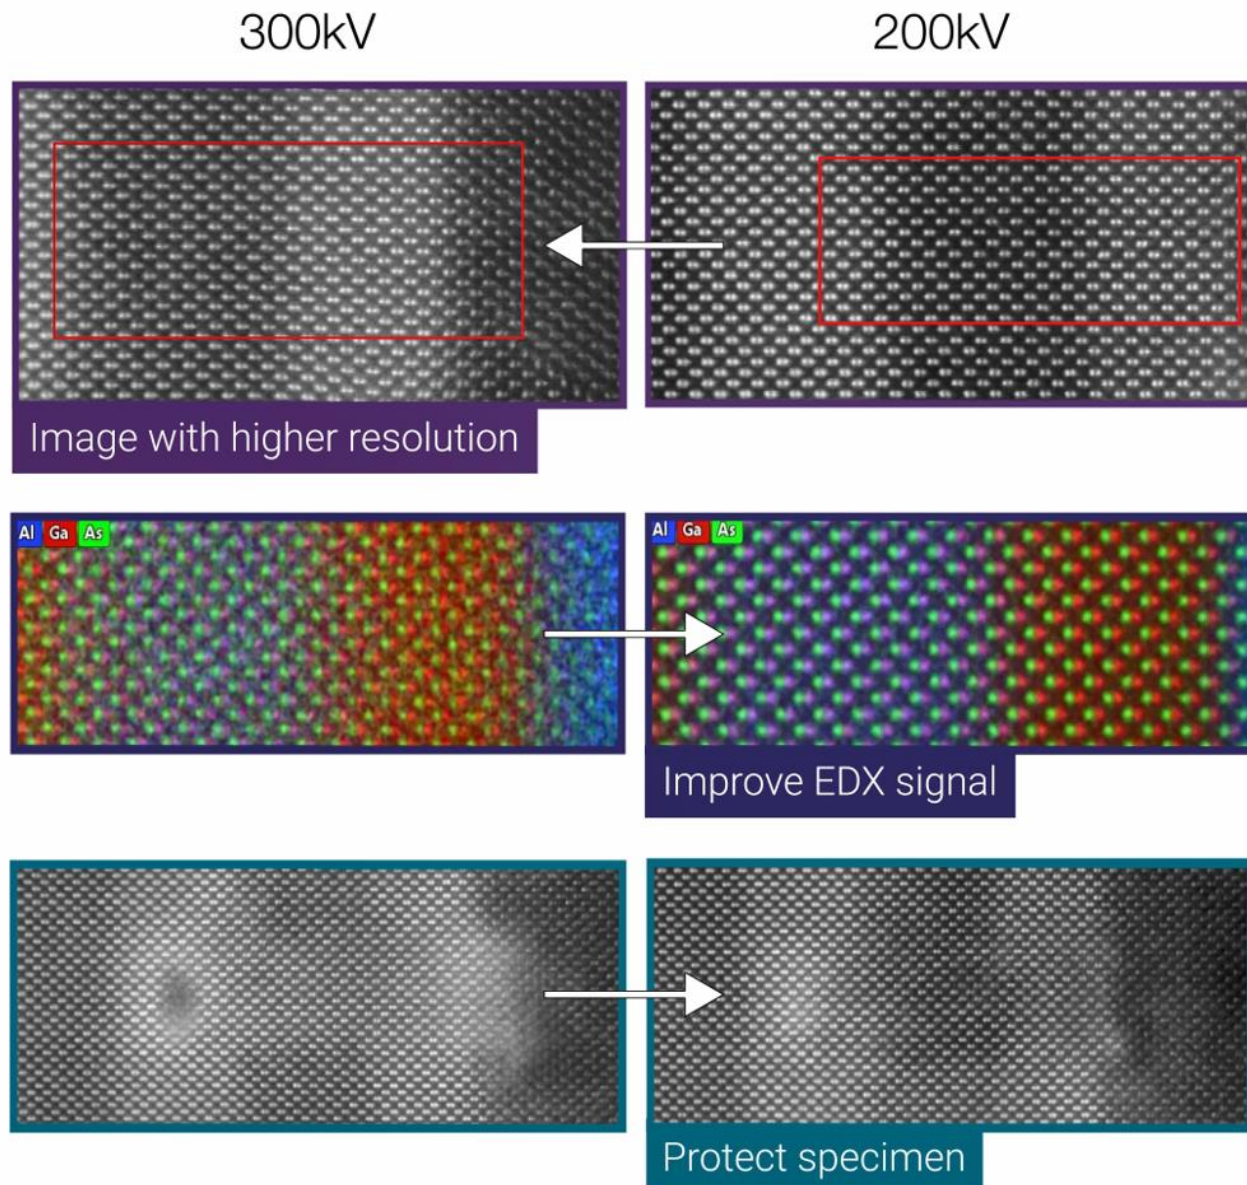 300kV
200kV
Image with higher resolution
Al Ga As
Al Ga As
Improve EDX signal
Protect specimen